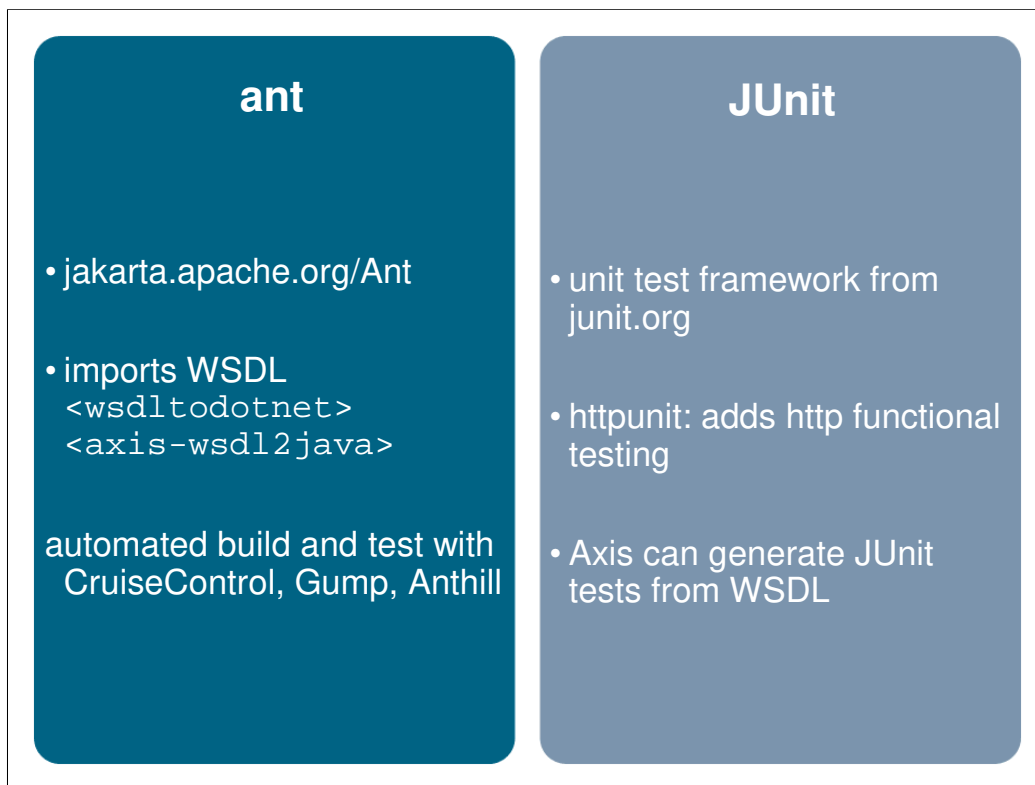 ant
• jakarta.apache.org/Ant
• imports WSDL
<wsdltodotnet>
<axis-wsdl2java>
automated build and test with
CruiseControl, Gump, Anthill
JUnit
• unit test framework from
junit.org
• httpunit: adds http functional
testing
• Axis can generate JUnit
tests from WSDL